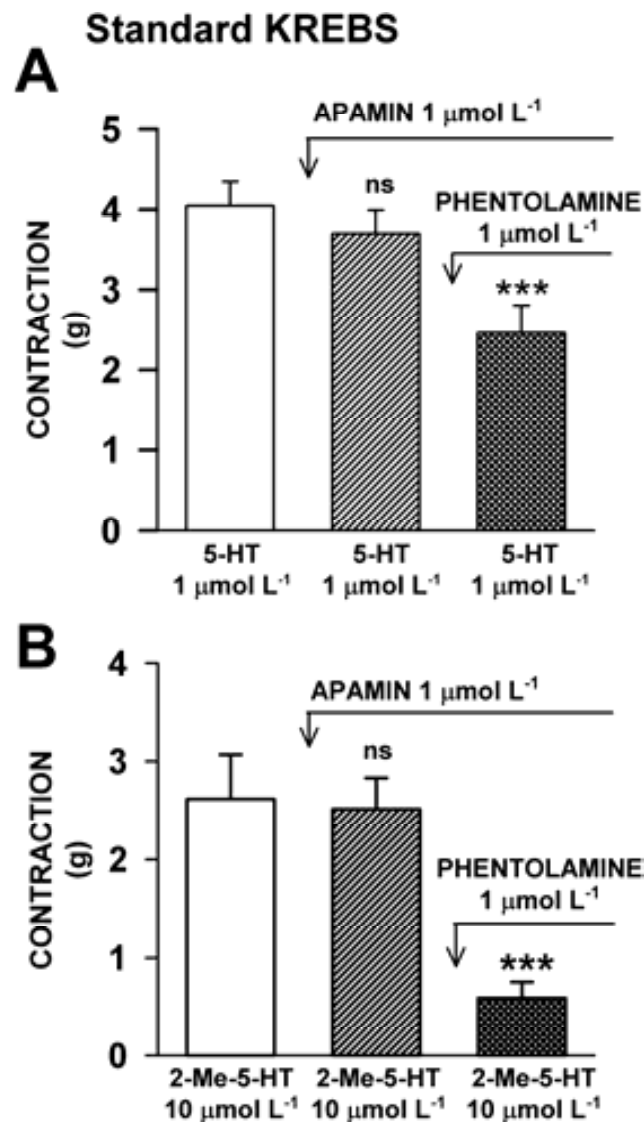 Standard KREBS
A
APAMIN 1 μmol L⁻¹
5
4
3
2
1
0
CONTRACTION
(g)
ns
PHENTOLAMINE
1 μmol L⁻¹
***
5-HT 5-HT 5-HT
1 μmol L⁻¹ 1 μmol L⁻¹ 1 μmol L⁻¹
B
APAMIN 1 μmol L⁻¹
4
3
2
1
0
CONTRACTION
(g)
ns
PHENTOLAMINE
1 μmol L⁻¹
***
2-Me-5-HT 2-Me-5-HT 2-Me-5-HT
10 μmol L⁻¹ 10 μmol L⁻¹ 10 μmol L⁻¹